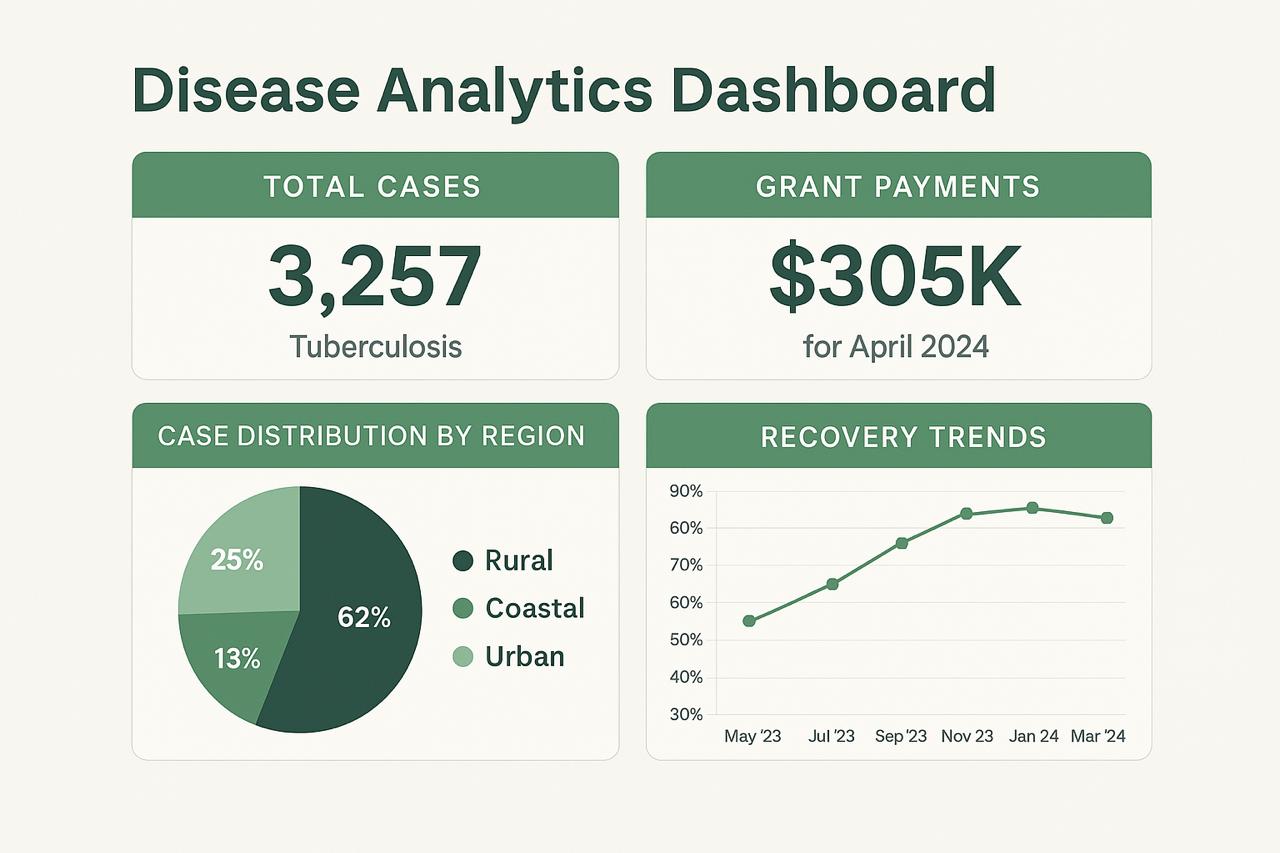 Disease Analytics Dashboard
TOTAL CASES
3,257
Tuberculosis
GRANT PAYMENTS
$305K
for April 2024
CASE DISTRIBUTION BY REGION
25%
62%
13%
Rural
Coastal
Urban
RECOVERY TRENDS
90%
60%
70%
60%
50%
40%
30%
May '23 Jul '23 Sep '23 Nov 23 Jan 24 Mar '24